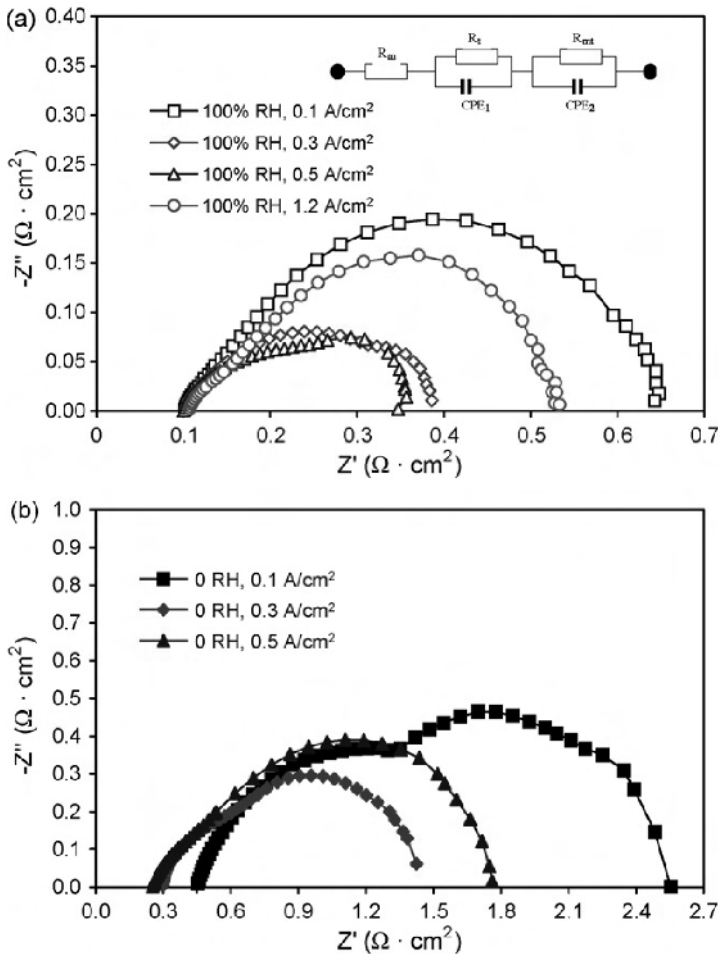 (a)
0.40
0.35
0.30
0.25
0.20
0.15
0.10
0.05
0.00
-Z'' (Ω · cm²)
R_m
R_t
R_mt
CPE₁
CPE₂
100% RH, 0.1 A/cm²
100% RH, 0.3 A/cm²
100% RH, 0.5 A/cm²
100% RH, 1.2 A/cm²
0 0.1 0.2 0.3 0.4 0.5 0.6 0.7
Z' (Ω · cm²)
(b)
1.0
0.9
0.8
0.7
0.6
0.5
0.4
0.3
0.2
0.1
0.0
-Z'' (Ω · cm²)
0 RH, 0.1 A/cm²
0 RH, 0.3 A/cm²
0 RH, 0.5 A/cm²
0.0 0.3 0.6 0.9 1.2 1.5 1.8 2.1 2.4 2.7
Z' (Ω · cm²)